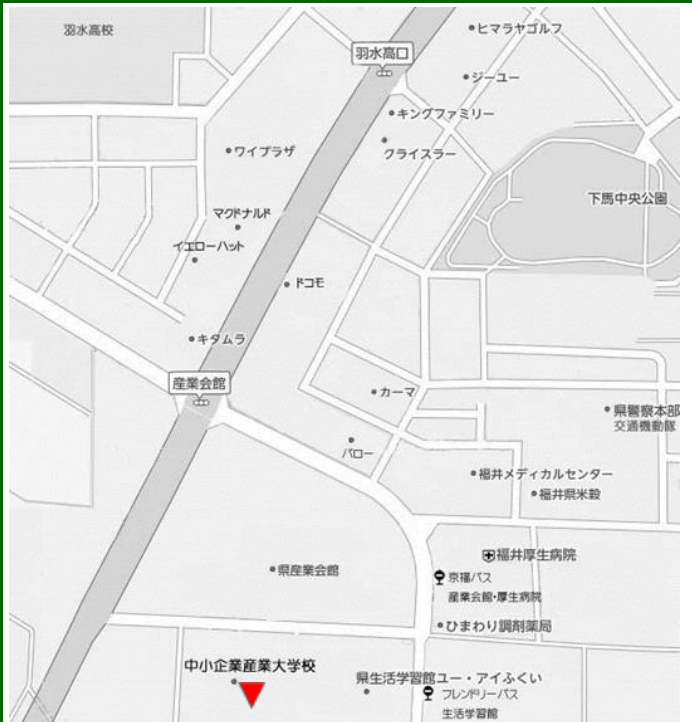 羽水高校
ヒマラヤゴルフ
羽水高口
ジーユー
キングファミリー
ワイプラザ
クライスラー
下馬中央公園
マクドナルド
イエローハット
ドコモ
キタムラ
産業会館
カーマ
県警察本部
交通機動隊
バロー
福井メディカルセンター
福井県米穀
福井厚生病院
県産業会館
京福バス
産業会館・厚生病院
ひまわり調剤薬局
中小企業産業大学校
県生活学習館ユー・アイふくい
フレンドリーバス
生活学習館